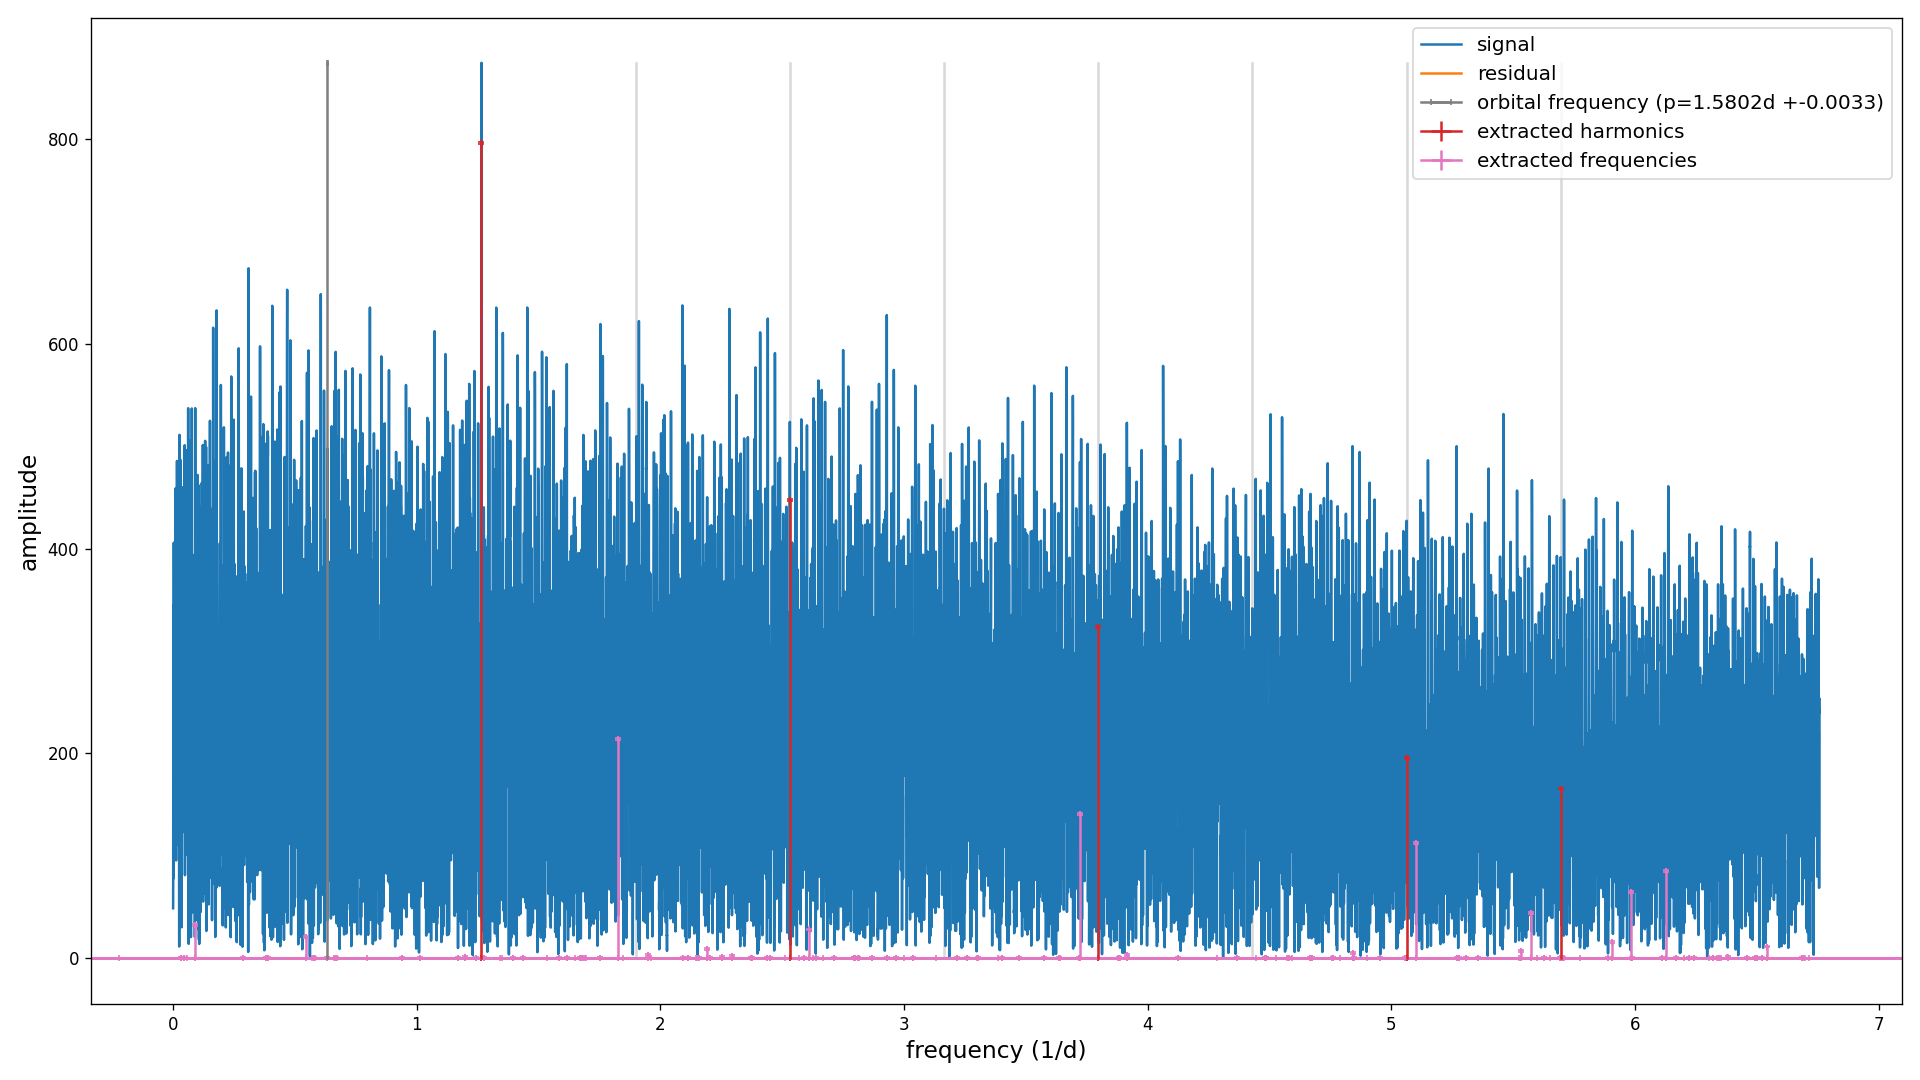 signal
residual
orbital frequency (p=1.5802d +-0.0033)
extracted harmonics
extracted frequencies
800
600
400
200
0
amplitude
0 1 2 3 4 5 6 7
frequency (1/d)